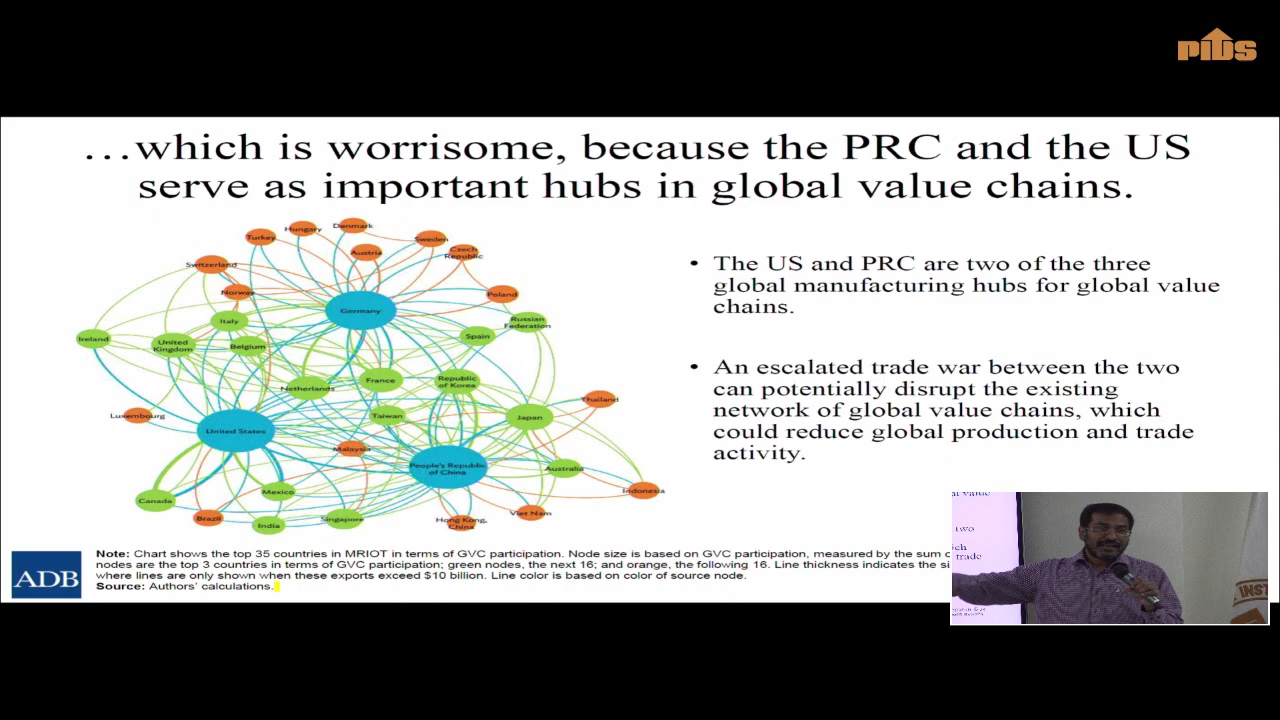 PIDS
…which is worrisome, because the PRC and the US
serve as important hubs in global value chains.
Turkey
Hungary
Denmark
Sweden
Czech
Republic
Austria
Switzerland
Norway
Poland
Germany
Italy
Russian
Federation
Ireland
United
Kingdom
Belgium
Spain
Netherlands
France
Republic
of Korea
Thailand
Luxembourg
Taiwan
Japan
United States
Malaysia
People's Republic
of China
Australia
Canada
Mexico
Indonesia
Brazil
India
Singapore
Hong Kong,
China
Viet Nam
• The US and PRC are two of the three
global manufacturing hubs for global value
chains.
• An escalated trade war between the two
can potentially disrupt the existing
network of global value chains, which
could reduce global production and trade
activity.
ADB
Note: Chart shows the top 35 countries in MRIOT in terms of GVC participation. Node size is based on GVC participation, measured by the sum
nodes are the top 3 countries in terms of GVC participation; green nodes, the next 16; and orange, the following 16. Line thickness indicates the
where lines are only shown when these exports exceed $10 billion. Line color is based on color of source node.
Source: Authors' calculations.
al value
two
trade
INST